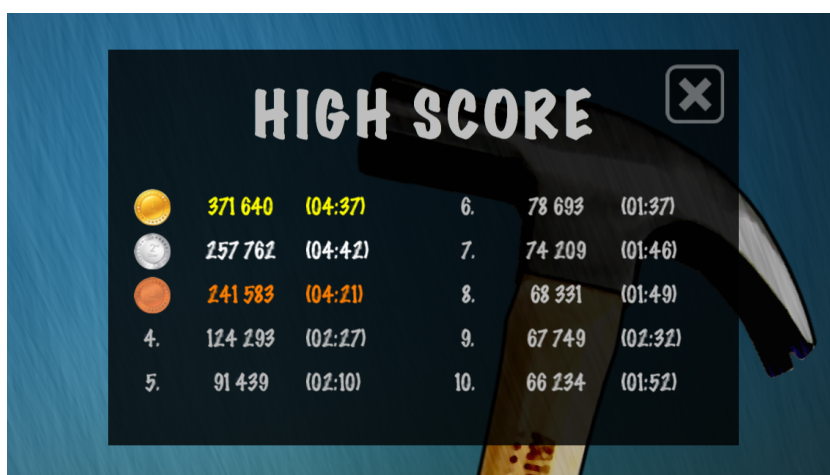 HIGH SCORE
371 640 (04:37)
257 762 (04:42)
241 583 (04:21)
4. 124 293 (02:27)
5. 91 439 (02:10)
6. 78 693 (01:37)
7. 74 209 (01:46)
8. 68 331 (01:49)
9. 67 749 (02:32)
10. 66 234 (01:52)